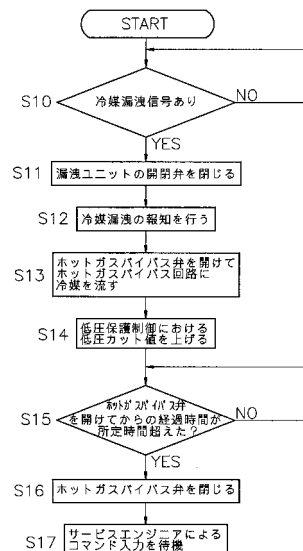 START
S10
冷媒漏洩信号あり
NO
YES
S11
漏洩ユニットの開閉弁を閉じる
S12
冷媒漏洩の報知を行う
S13
ホットガスバイパス弁を開けて
ホットガスバイパス回路に
冷媒を流す
S14
低圧保護制御における
低圧カット値を上げる
S15
ホットガスバイパス弁
を開けてからの経過時間が
所定時間超えた?
NO
YES
S16
ホットガスバイパス弁を閉じる
S17
サービスエンジニアによる
コマンド入力を待機